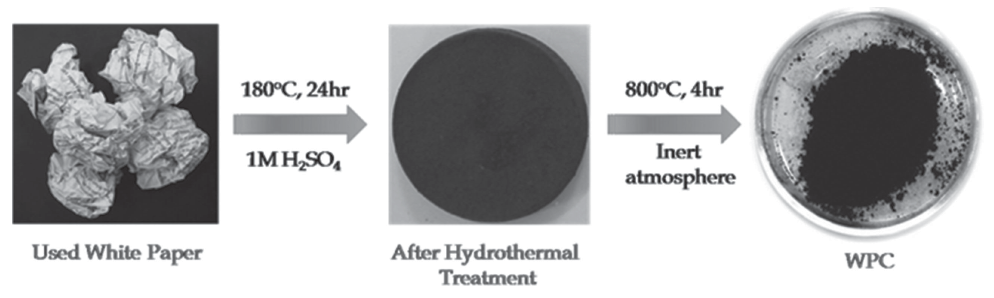 180°C, 24hr
1M H₂SO₄
800°C, 4hr
Inert
atmosphere
Used White Paper
After Hydrothermal
Treatment
WPC